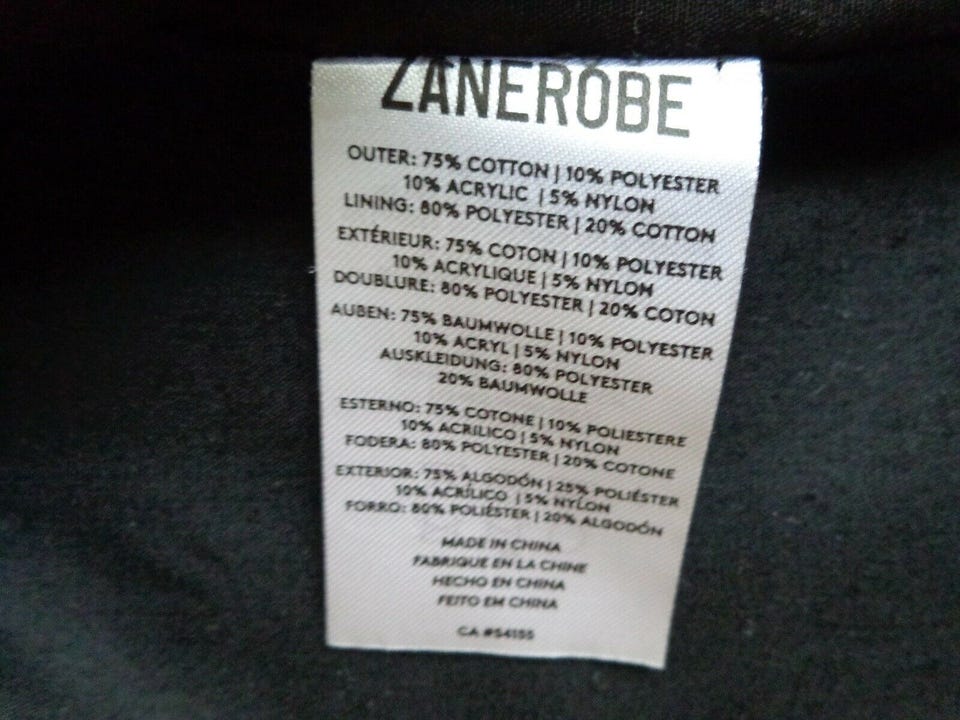 ZANEROBE
OUTER: 75% COTTON | 10% POLYESTER
10% ACRYLIC | 5% NYLON
LINING: 80% POLYESTER | 20% COTTON
EXTÉRIEUR: 75% COTON | 10% POLYESTER
10% ACRYLIQUE | 5% NYLON
DOUBLURE: 80% POLYESTER | 20% COTON
AUBEN: 75% BAUMWOLLE | 10% POLYESTER
10% ACRYL | 5% NYLON
AUSKLEIDUNG: 80% POLYESTER
20% BAUMWOLLE
ESTERNO: 75% COTONE | 10% POLIESTERE
10% ACRILICO | 5% NYLON
FODERA: 80% POLYESTER | 20% COTONE
EXTERIOR: 75% ALGODÓN | 25% POLIÉSTER
10% ACRÍLICO | 5% NYLON
FORRO: 80% POLIÉSTER | 20% ALGODÓN
MADE IN CHINA
FABRIQUE EN LA CHINE
HECHO EN CHINA
FEITO EM CHINA
CA #54155